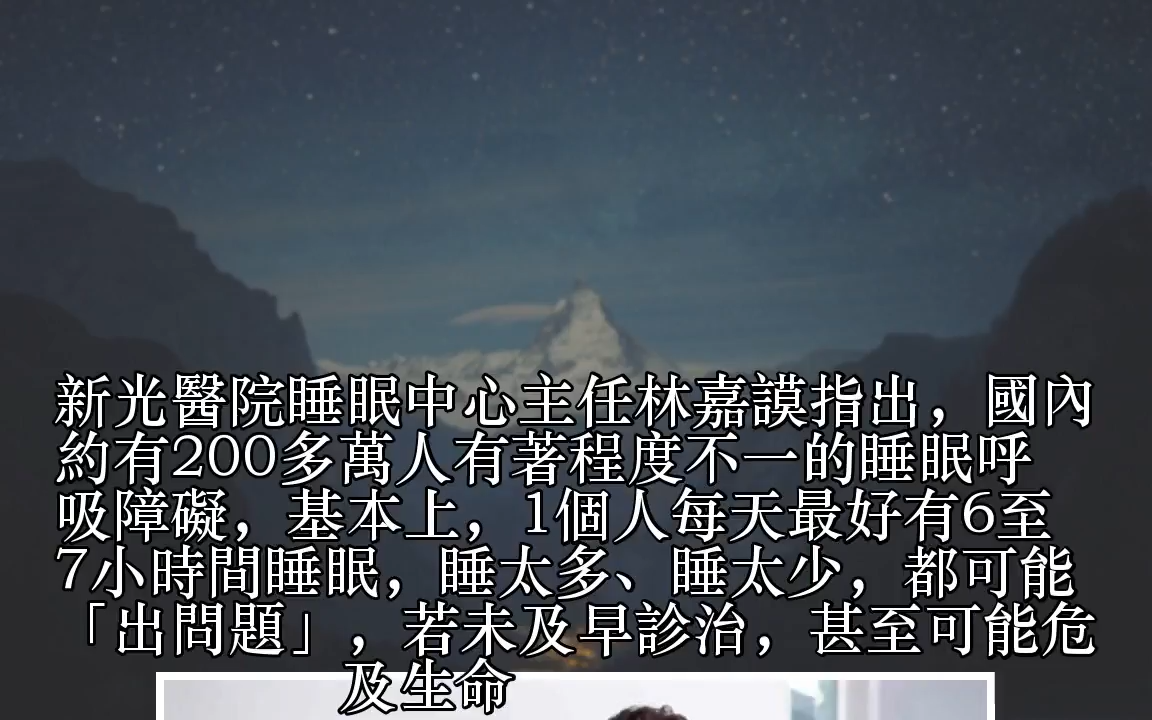 新光醫院睡眠中心主任林嘉謨指出，國內
約有200多萬人有著程度不一的睡眠呼
吸障礙，基本上，1個人每天最好有6至
7小時間睡眠，睡太多、睡太少，都可能
「出問題」，若未及早診治，甚至可能危
及生命